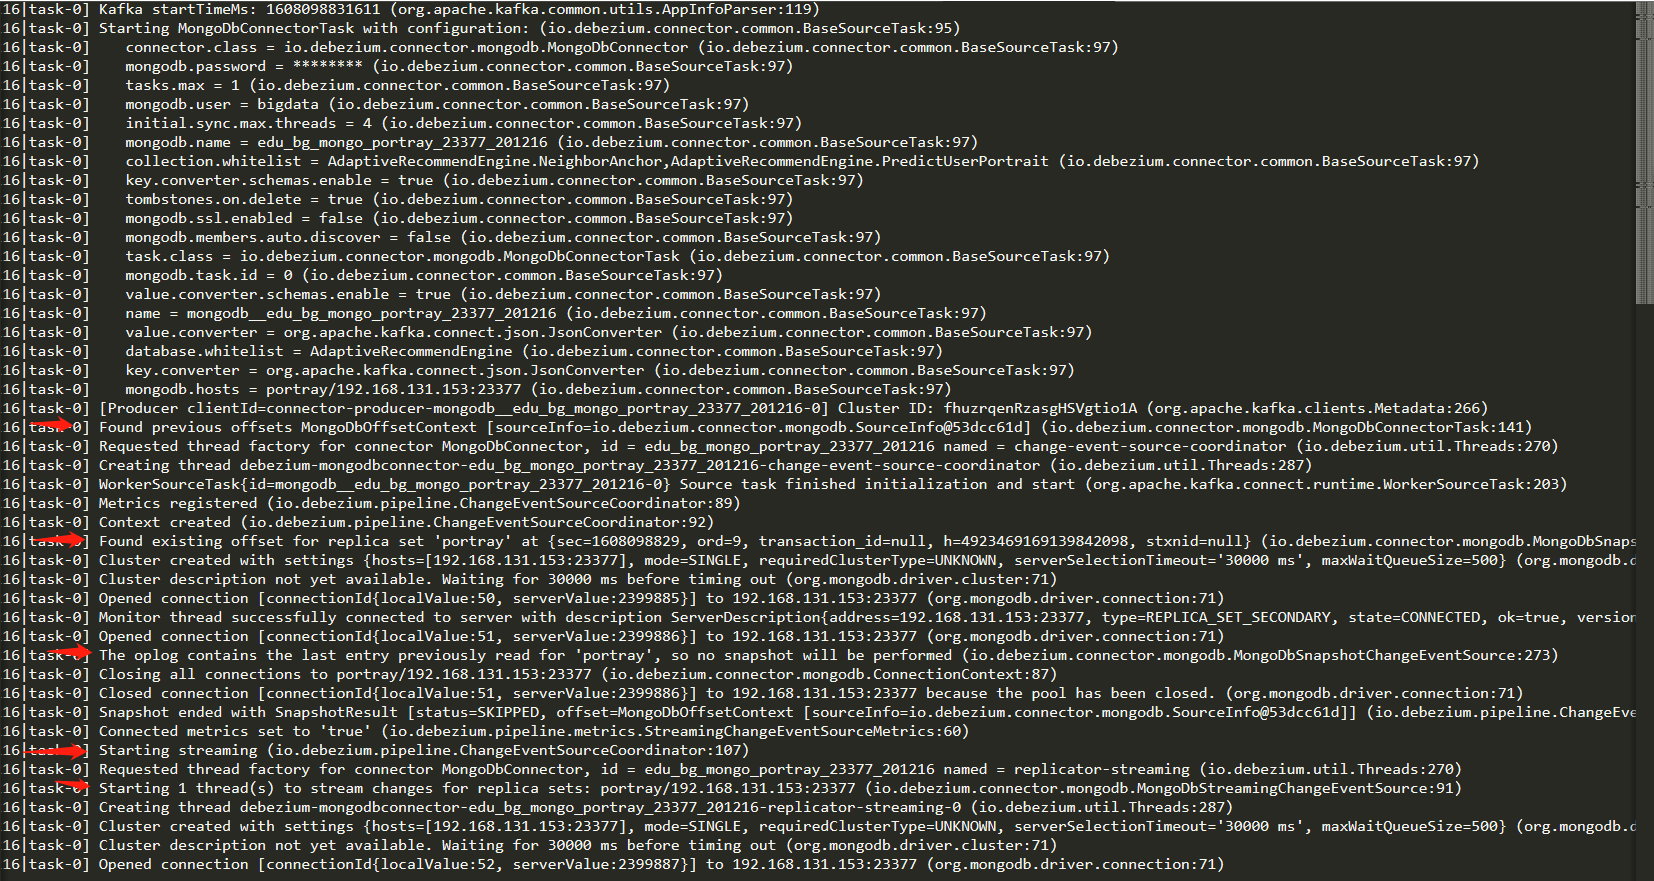 16|task-0] Kafka startTimeMs: 1608098831611 (org.apache.kafka.common.utils.AppInfoParser:119)
16|task-0] Starting MongoDbConnectorTask with configuration: (io.debezium.connector.common.BaseSourceTask:95)
16|task-0]    connector.class = io.debezium.connector.mongodb.MongoDbConnector (io.debezium.connector.common.BaseSourceTask:97)
16|task-0]    mongodb.password = ******** (io.debezium.connector.common.BaseSourceTask:97)
16|task-0]    tasks.max = 1 (io.debezium.connector.common.BaseSourceTask:97)
16|task-0]    mongodb.user = bigdata (io.debezium.connector.common.BaseSourceTask:97)
16|task-0]    initial.sync.max.threads = 4 (io.debezium.connector.common.BaseSourceTask:97)
16|task-0]    mongodb.name = edu_bg_mongo_portray_23377_201216 (io.debezium.connector.common.BaseSourceTask:97)
16|task-0]    collection.whitelist = AdaptiveRecommendEngine.NeighborAnchor,AdaptiveRecommendEngine.PredictUserPortrait (io.debezium.connector.common.BaseSourceTask:97)
16|task-0]    key.converter.schemas.enable = true (io.debezium.connector.common.BaseSourceTask:97)
16|task-0]    tombstones.on.delete = true (io.debezium.connector.common.BaseSourceTask:97)
16|task-0]    mongodb.ssl.enabled = false (io.debezium.connector.common.BaseSourceTask:97)
16|task-0]    mongodb.members.auto.discover = false (io.debezium.connector.common.BaseSourceTask:97)
16|task-0]    task.class = io.debezium.connector.mongodb.MongoDbConnectorTask (io.debezium.connector.common.BaseSourceTask:97)
16|task-0]    mongodb.task.id = 0 (io.debezium.connector.common.BaseSourceTask:97)
16|task-0]    value.converter.schemas.enable = true (io.debezium.connector.common.BaseSourceTask:97)
16|task-0]    name = mongodb__edu_bg_mongo_portray_23377_201216 (io.debezium.connector.common.BaseSourceTask:97)
16|task-0]    value.converter = org.apache.kafka.connect.json.JsonConverter (io.debezium.connector.common.BaseSourceTask:97)
16|task-0]    database.whitelist = AdaptiveRecommendEngine (io.debezium.connector.common.BaseSourceTask:97)
16|task-0]    key.converter = org.apache.kafka.connect.json.JsonConverter (io.debezium.connector.common.BaseSourceTask:97)
16|task-0]    mongodb.hosts = portray/192.168.131.153:23377 (io.debezium.connector.common.BaseSourceTask:97)
16|task-0] [Producer clientId=connector-producer-mongodb__edu_bg_mongo_portray_23377_201216-0] Cluster ID: fhuzrqenRzasgHSVgtio1A (org.apache.kafka.clients.Metadata:266)
16|task-0] Found previous offsets MongoDbOffsetContext [sourceInfo=io.debezium.connector.mongodb.SourceInfo@53dcc61d] (io.debezium.connector.mongodb.MongoDbConnectorTask:141)
16|task-0] Requested thread factory for connector MongoDbConnector, id = edu_bg_mongo_portray_23377_201216 named = change-event-source-coordinator (io.debezium.util.Threads:270)
16|task-0] Creating thread debezium-mongodbconnector-edu_bg_mongo_portray_23377_201216-change-event-source-coordinator (io.debezium.util.Threads:287)
16|task-0] WorkerSourceTask{id=mongodb__edu_bg_mongo_portray_23377_201216-0} Source task finished initialization and start (org.apache.kafka.connect.runtime.WorkerSourceTask:203)
16|task-0] Metrics registered (io.debezium.pipeline.ChangeEventSourceCoordinator:89)
16|task-0] Context created (io.debezium.pipeline.ChangeEventSourceCoordinator:92)
16|task-0] Found existing offset for replica set 'portray' at {sec=1608098829, ord=9, transaction_id=null, h=4923469169139842098, stxnid=null} (io.debezium.connector.mongodb.MongoDbSnaps
16|task-0] Cluster created with settings {hosts=[192.168.131.153:23377], mode=SINGLE, requiredClusterType=UNKNOWN, serverSelectionTimeout='30000 ms', maxWaitQueueSize=500} (org.mongodb.d
16|task-0] Cluster description not yet available. Waiting for 30000 ms before timing out (org.mongodb.driver.cluster:71)
16|task-0] Opened connection [connectionId{localValue:50, serverValue:2399885}] to 192.168.131.153:23377 (org.mongodb.driver.connection:71)
16|task-0] Monitor thread successfully connected to server with description ServerDescription{address=192.168.131.153:23377, type=REPLICA_SET_SECONDARY, state=CONNECTED, ok=true, version
16|task-0] Opened connection [connectionId{localValue:51, serverValue:2399886}] to 192.168.131.153:23377 (org.mongodb.driver.connection:71)
16|task-0] The oplog contains the last entry previously read for 'portray', so no snapshot will be performed (io.debezium.connector.mongodb.MongoDbSnapshotChangeEventSource:273)
16|task-0] Closing all connections to portray/192.168.131.153:23377 (io.debezium.connector.mongodb.ConnectionContext:87)
16|task-0] Closed connection [connectionId{localValue:51, serverValue:2399886}] to 192.168.131.153:23377 because the pool has been closed. (org.mongodb.driver.connection:71)
16|task-0] Snapshot ended with SnapshotResult [status=SKIPPED, offset=MongoDbOffsetContext [sourceInfo=io.debezium.connector.mongodb.SourceInfo@53dcc61d]] (io.debezium.pipeline.ChangeEve
16|task-0] Connected metrics set to 'true' (io.debezium.pipeline.metrics.StreamingChangeEventSourceMetrics:60)
16|task-0] Starting streaming (io.debezium.pipeline.ChangeEventSourceCoordinator:107)
16|task-0] Requested thread factory for connector MongoDbConnector, id = edu_bg_mongo_portray_23377_201216 named = replicator-streaming (io.debezium.util.Threads:270)
16|task-0] Starting 1 thread(s) to stream changes for replica sets: portray/192.168.131.153:23377 (io.debezium.connector.mongodb.MongoDbStreamingChangeEventSource:91)
16|task-0] Creating thread debezium-mongodbconnector-edu_bg_mongo_portray_23377_201216-replicator-streaming-0 (io.debezium.util.Threads:287)
16|task-0] Cluster created with settings {hosts=[192.168.131.153:23377], mode=SINGLE, requiredClusterType=UNKNOWN, serverSelectionTimeout='30000 ms', maxWaitQueueSize=500} (org.mongodb.d
16|task-0] Cluster description not yet available. Waiting for 30000 ms before timing out (org.mongodb.driver.cluster:71)
16|task-0] Opened connection [connectionId{localValue:52, serverValue:2399887}] to 192.168.131.153:23377 (org.mongodb.driver.connection:71)